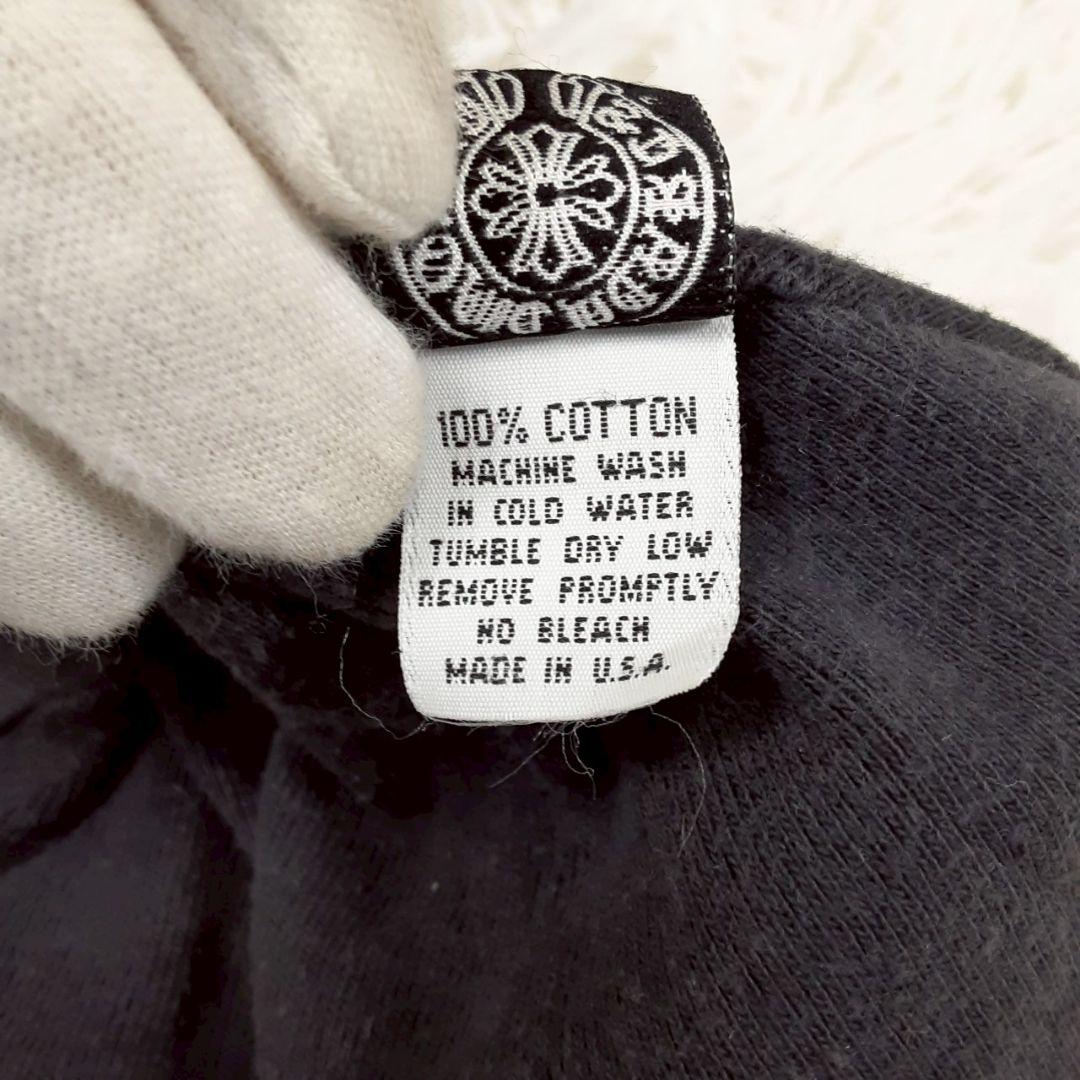 100% COTTON
MACHINE WASH
IN COLD WATER
TUMBLE DRY LOW
REMOVE PROMPTLY
NO BLEACH
MADE IN U.S.A.